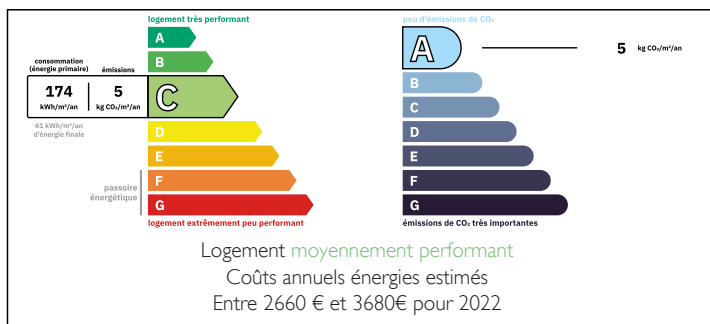 logement très performant
A
B
consommation
(énergie primaire)
émissions
174
kWh/m²/an
5
kg CO₂/m²/an
C
61 kWh/m²/an
d'énergie finale
D
E
passoire
énergétique
F
G
logement extrêmement peu performant
peu d'émissions de CO₂
A
5 kg CO₂/m²/an
B
C
D
E
F
G
émissions de CO₂ très importantes
Logement moyennement performant
Coûts annuels énergies estimés
Entre 2660 € et 3680€ pour 2022